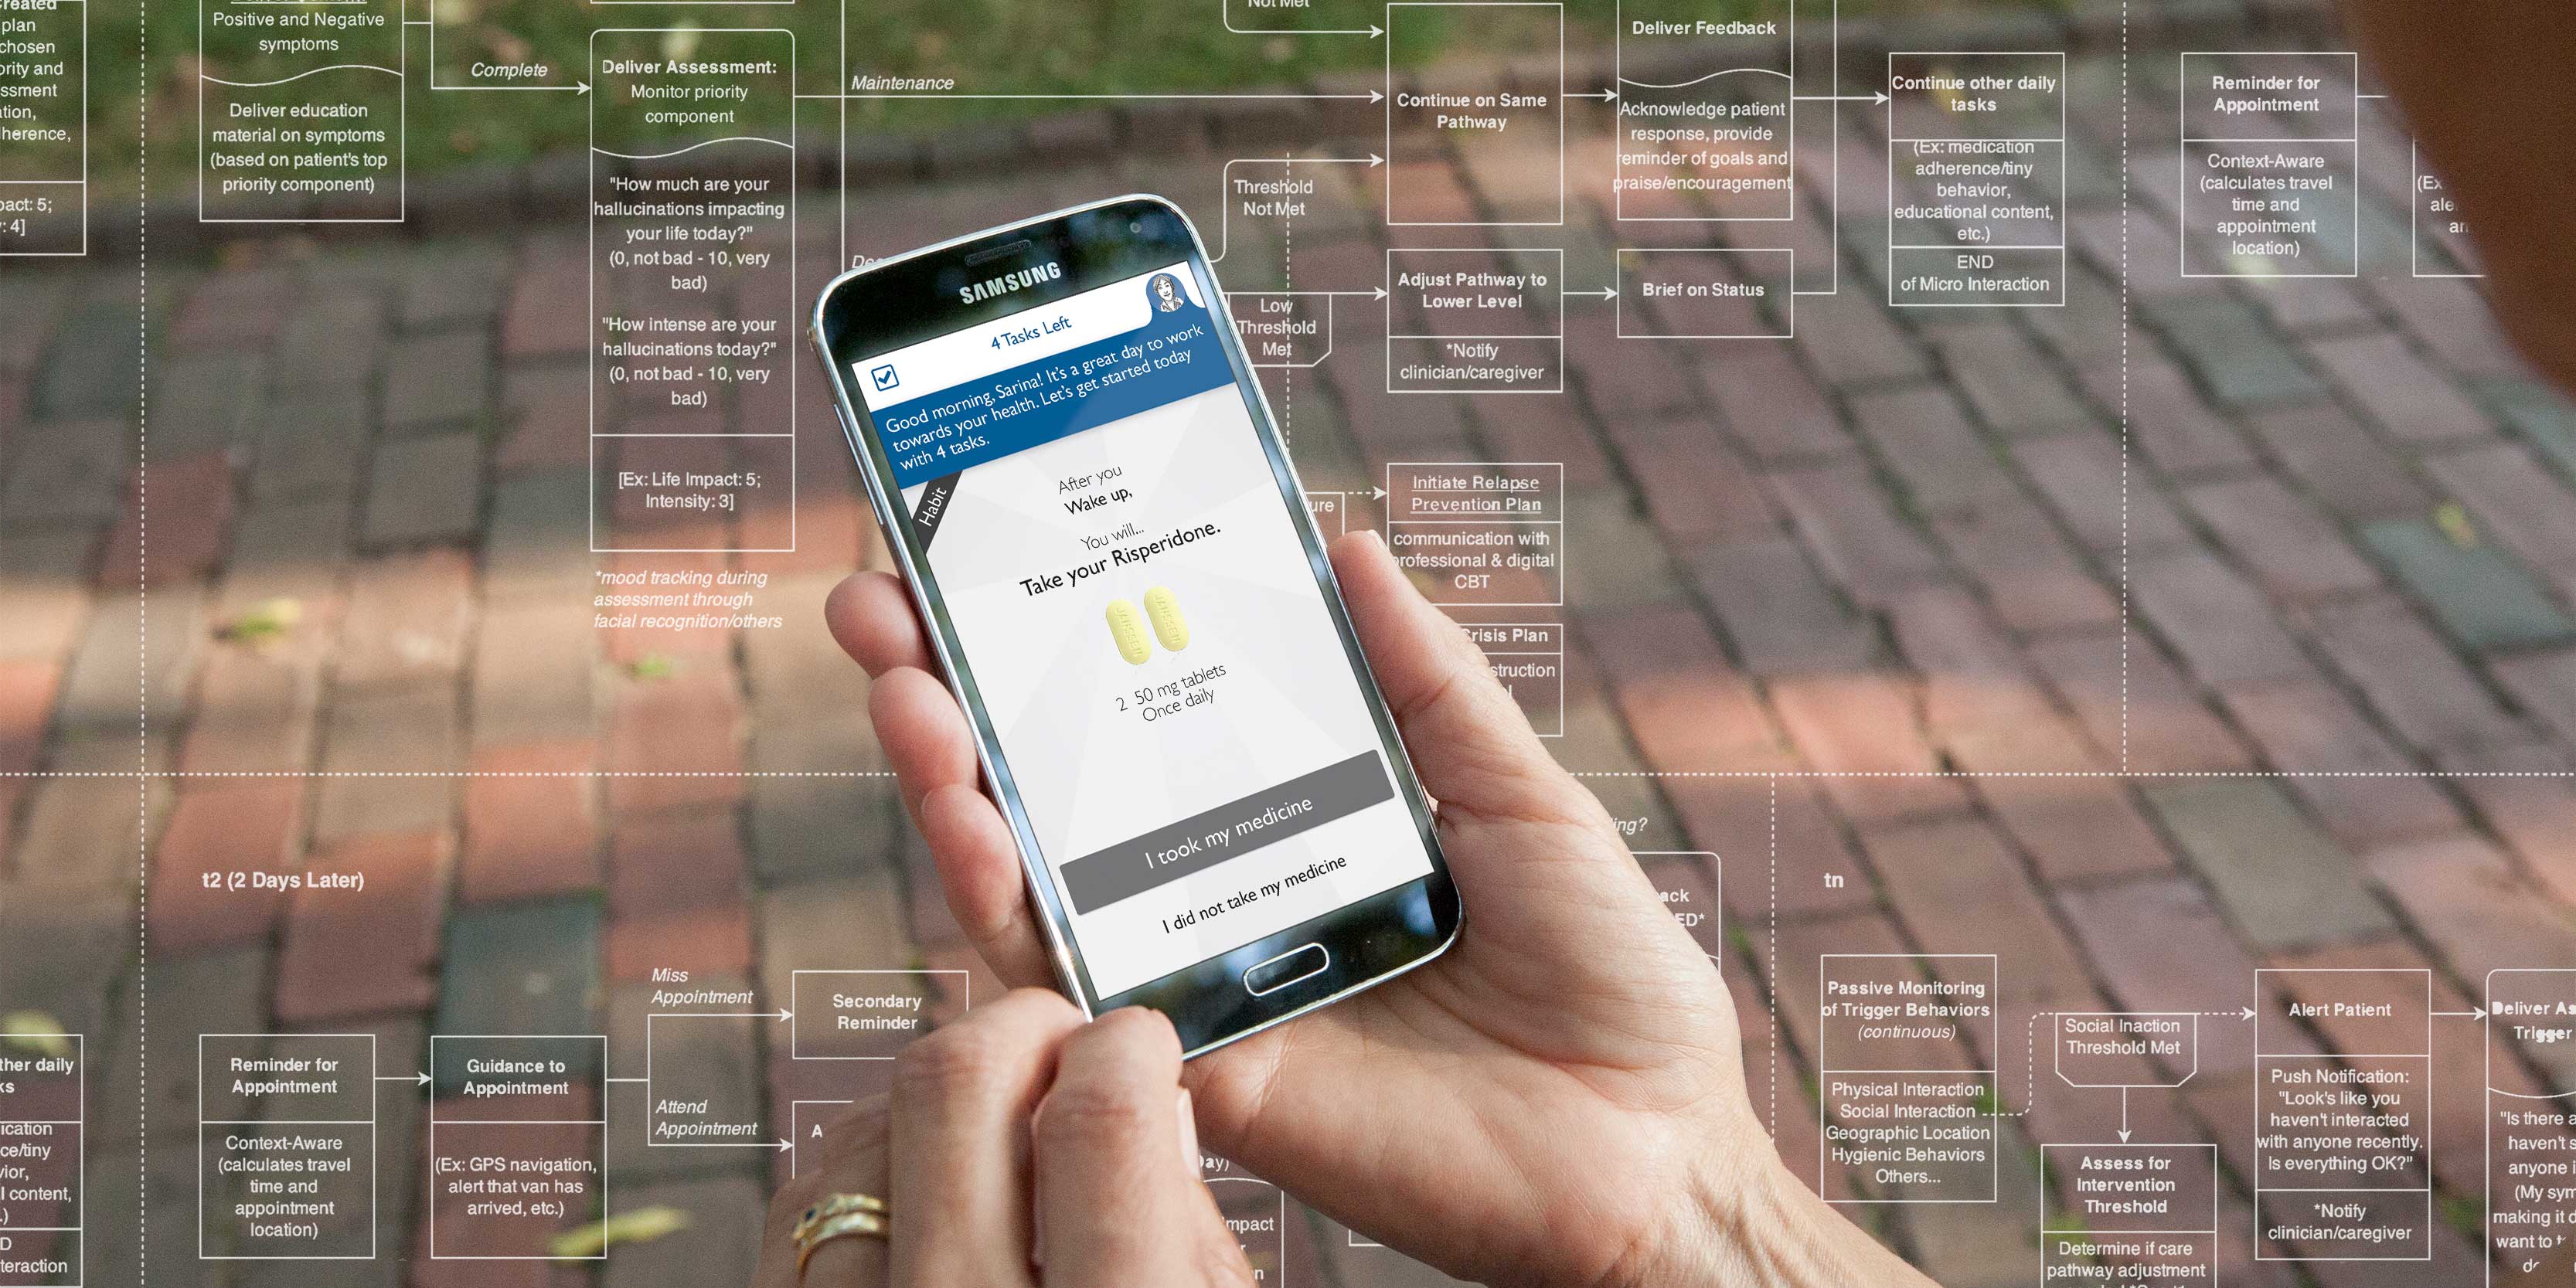 Created
plan
chosen
ority and
ssment
ation,
herence,
pact: 5;
: 4]
Positive and Negative
symptoms
Deliver education
material on symptoms
(based on patient's top
priority component)
Complete
Deliver Assessment:
Monitor priority
component
"How much are your
hallucinations impacting
your life today?"
(0, not bad - 10, very
bad)
"How intense are your
hallucinations today?"
(0, not bad - 10, very
bad)
[Ex: Life Impact: 5;
Intensity: 3]
*mood tracking during
assessment through
facial recognition/others
Maintenance
Not Met
Threshold
Not Met
Low
Threshold
Met
Continue on Same
Pathway
Adjust Pathway to
Lower Level
*Notify
clinician/caregiver
Initiate Relapse
Prevention Plan
communication with
professional & digital
CBT
Crisis Plan
struction
Deliver Feedback
Acknowledge patient
response, provide
reminder of goals and
praise/encouragement
Brief on Status
Continue other daily
tasks
(Ex: medication
adherence/tiny
behavior,
educational content,
etc.)
END
of Micro Interaction
Reminder for
Appointment
Context-Aware
(calculates travel
time and
appointment
location)
(Ex
ale
an
SAMSUNG
4 Tasks Left
Good morning, Sarina! It's a great day to work
towards your health. Let's get started today
with 4 tasks.
Habit
After you
Wake up,
You will...
Take your Risperidone.
JANSSEN
JANSSEN
2 50 mg tablets
Once daily
I took my medicine
I did not take my medicine
t2 (2 Days Later)
ther daily
ks
ication
ce/tiny
vior,
l content,
.)
D
teraction
Reminder for
Appointment
Context-Aware
(calculates travel
time and
appointment
location)
Guidance to
Appointment
(Ex: GPS navigation,
alert that van has
arrived, etc.)
Miss
Appointment
Attend
Appointment
Secondary
Reminder
A
ing?
ack
ED*
Day)
mpact
r
n
tn
Passive Monitoring
of Trigger Behaviors
(continuous)
Physical Interaction
Social Interaction
Geographic Location
Hygienic Behaviors
Others...
Social Inaction
Threshold Met
Assess for
Intervention
Threshold
Determine if care
pathway adjustment
Alert Patient
Push Notification:
"Look's like you
haven't interacted
with anyone recently.
Is everything OK?"
*Notify
clinician/caregiver
Deliver As
Trigger
"Is there a
haven't s
anyone i
(My sym
making it d
want to t